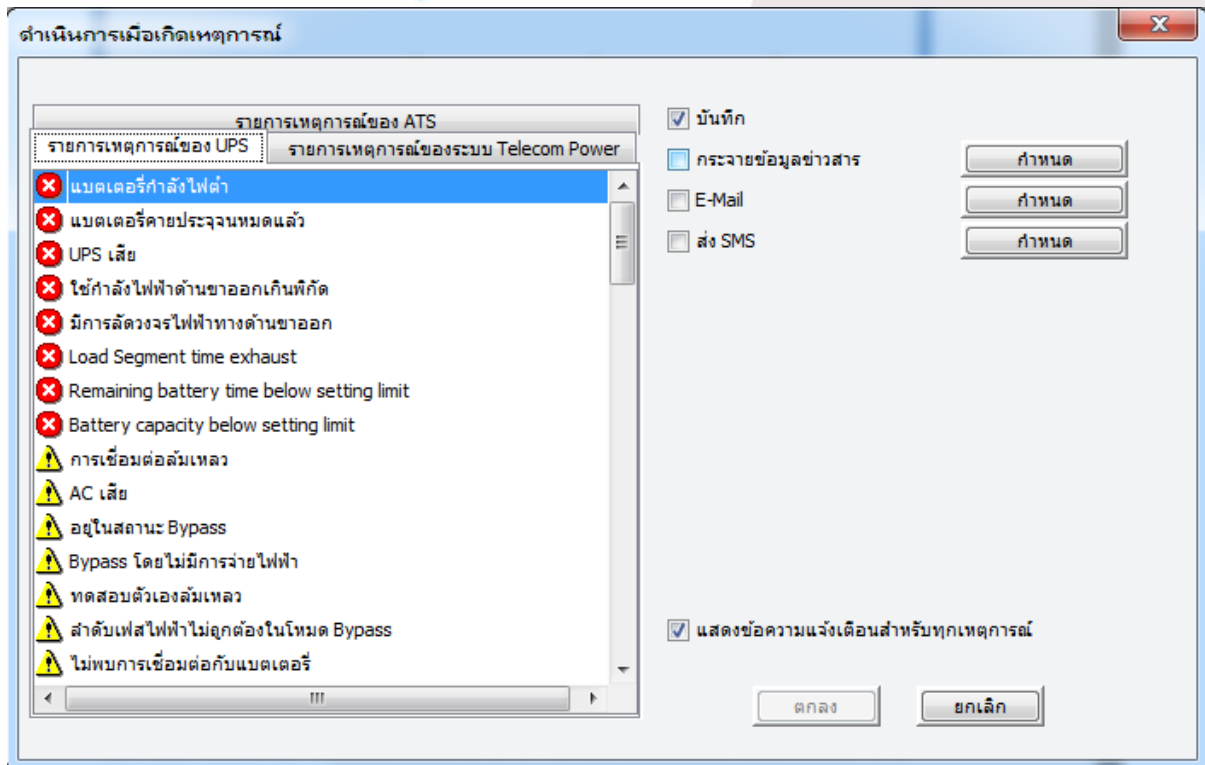 ดำเนินการเมื่อเกิดเหตุการณ์
รายการเหตุการณ์ของ ATS
รายการเหตุการณ์ของ UPS
รายการเหตุการณ์ของระบบ Telecom Power
แบตเตอรี่กำลังไฟต่ำ
แบตเตอรี่คายประจุจนหมดแล้ว
UPS เสีย
ใช้กำลังไฟฟ้าด้านขาออกเกินพิกัด
มีการลัดวงจรไฟฟ้าทางด้านขาออก
Load Segment time exhaust
Remaining battery time below setting limit
Battery capacity below setting limit
การเชื่อมต่อล้มเหลว
AC เสีย
อยู่ในสถานะ Bypass
Bypass โดยไม่มีการจ่ายไฟฟ้า
ทดสอบตัวเองล้มเหลว
ลำดับเฟสไฟฟ้าไม่ถูกต้องในโหมด Bypass
ไม่พบการเชื่อมต่อกับแบตเตอรี่
บันทึก
กระจายข้อมูลข่าวสาร
กำหนด
E-Mail
กำหนด
ส่ง SMS
กำหนด
แสดงข้อความแจ้งเตือนสำหรับทุกเหตุการณ์
ตกลง
ยกเลิก